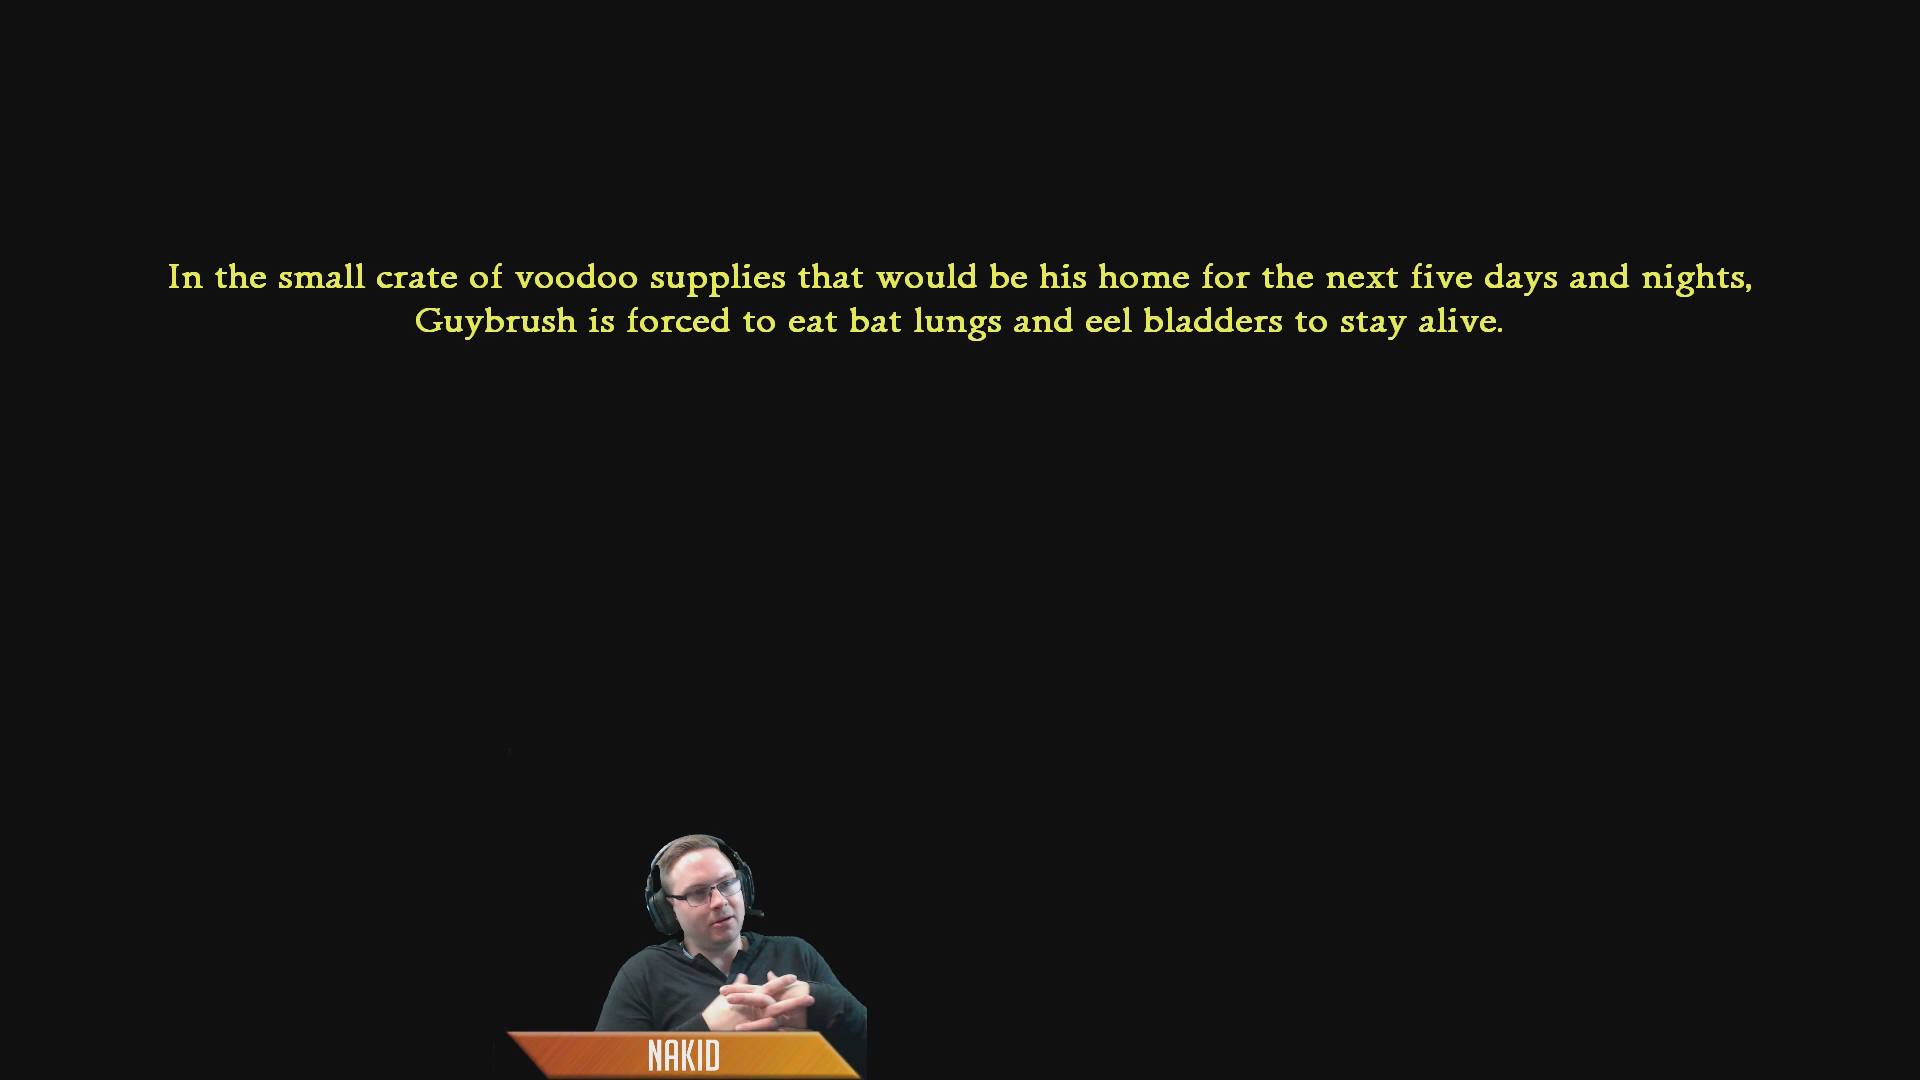 In the small crate of voodoo supplies that would be his home for the next five days and nights,
Guybrush is forced to eat bat lungs and eel bladders to stay alive.
NAKID